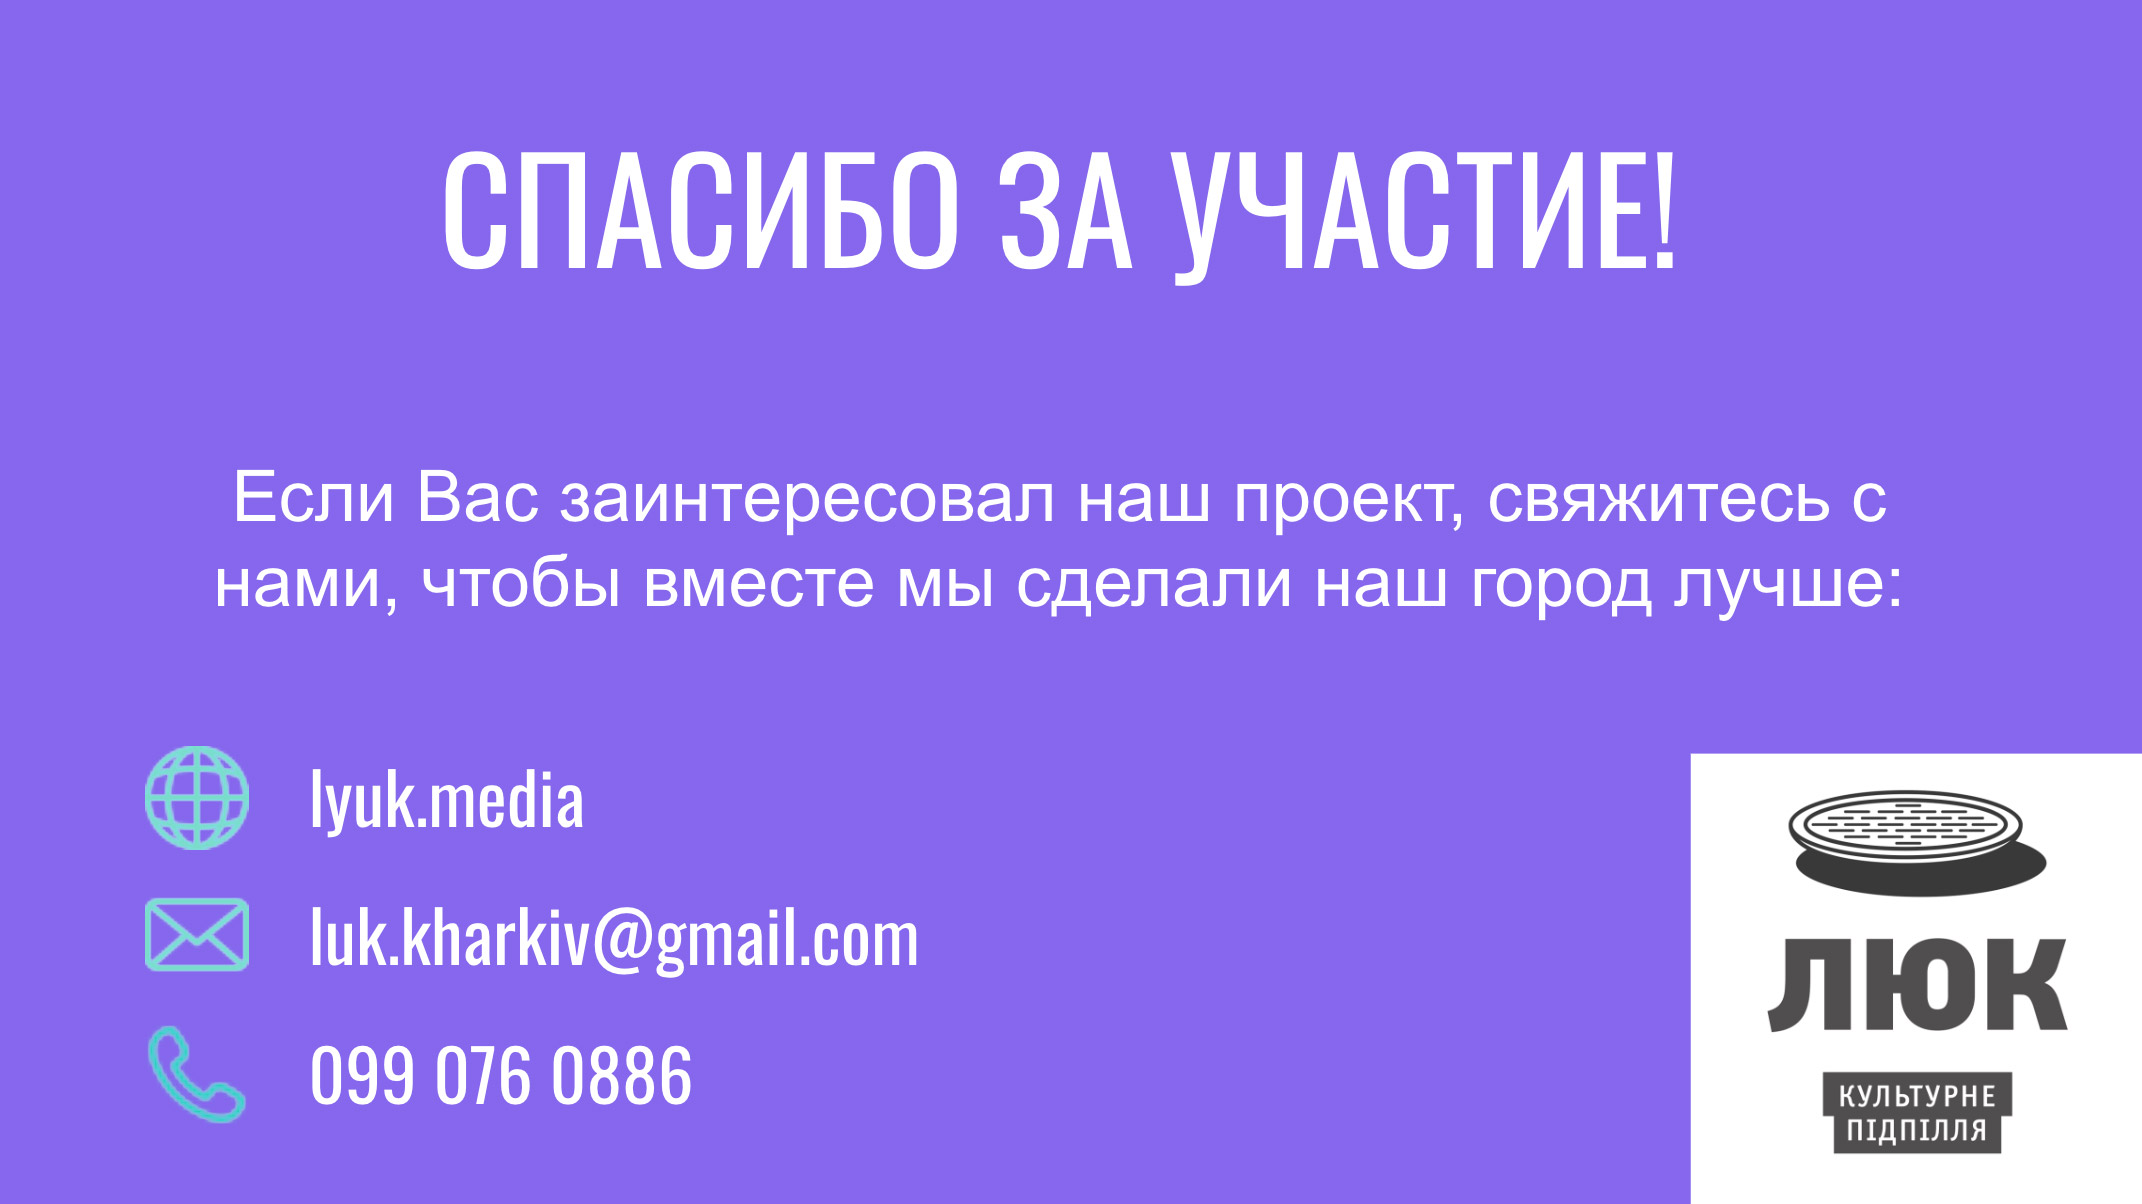 СПАСИБО ЗА УЧАСТИЕ!
Если Вас заинтересовал наш проект, свяжитесь с
нами, чтобы вместе мы сделали наш город лучше:
lyuk.media
luk.kharkiv@gmail.com
099 076 0886
ЛЮК
КУЛЬТУРНЕ
ПІДПІЛЛЯ